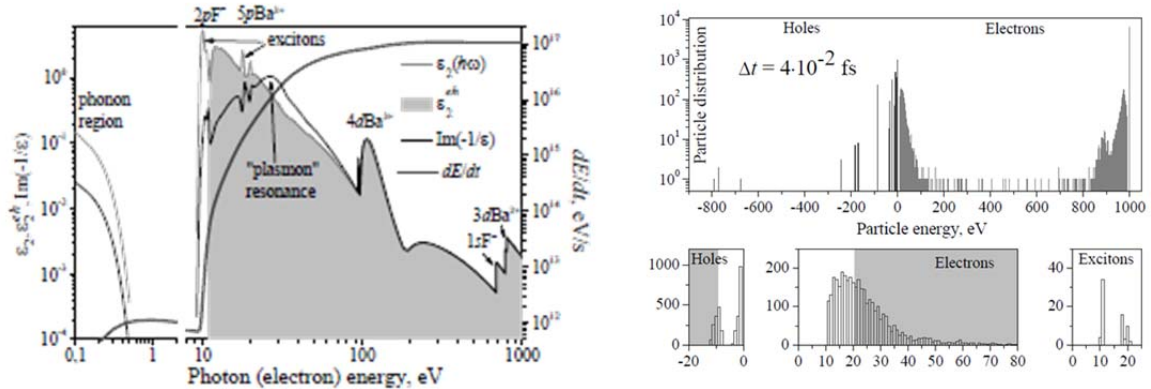 2pF⁻ 5pBa²⁺
excitons
ε₂(ħω)
ε₂ᵉʰ
Im(-1/ε)
dE/dt
phonon
region
4dBa²⁺
"plasmon"
resonance
3dBa²⁺
1sF⁻
ε₂, ε₂ᵉʰ, Im(-1/ε)
dE/dt, eV/s
10⁰
10⁻¹
10⁻²
10⁻³
10⁻⁴
10¹⁷
10¹⁶
10¹⁵
10¹⁴
10¹³
10¹²
0,1 1 10 100 1000
Photon (electron) energy, eV
Holes Electrons
Δt = 4·10⁻² fs
Particle distribution
10⁴
10³
10²
10¹
10⁰
-800 -600 -400 -200 0 200 400 600 800 1000
Particle energy, eV
Holes
1000
500
0
-20 -10 0
Electrons
200
100
0
10 20 30 40 50 60 70 80
Excitons
40
20
0
0 10 20